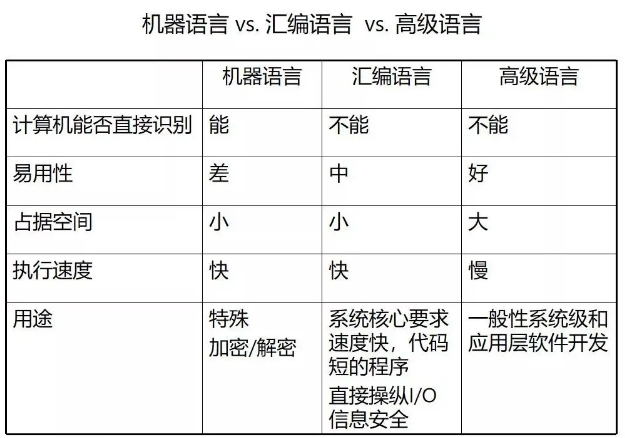 机器语言 vs. 汇编语言 vs. 高级语言
机器语言 汇编语言 高级语言
计算机能否直接识别 能 不能 不能
易用性 差 中 好
占据空间 小 小 大
执行速度 快 快 慢
用途 特殊 系统核心要求 一般性系统级和
加密/解密 速度快，代码 应用层软件开发
短的程序
直接操纵I/O
信息安全